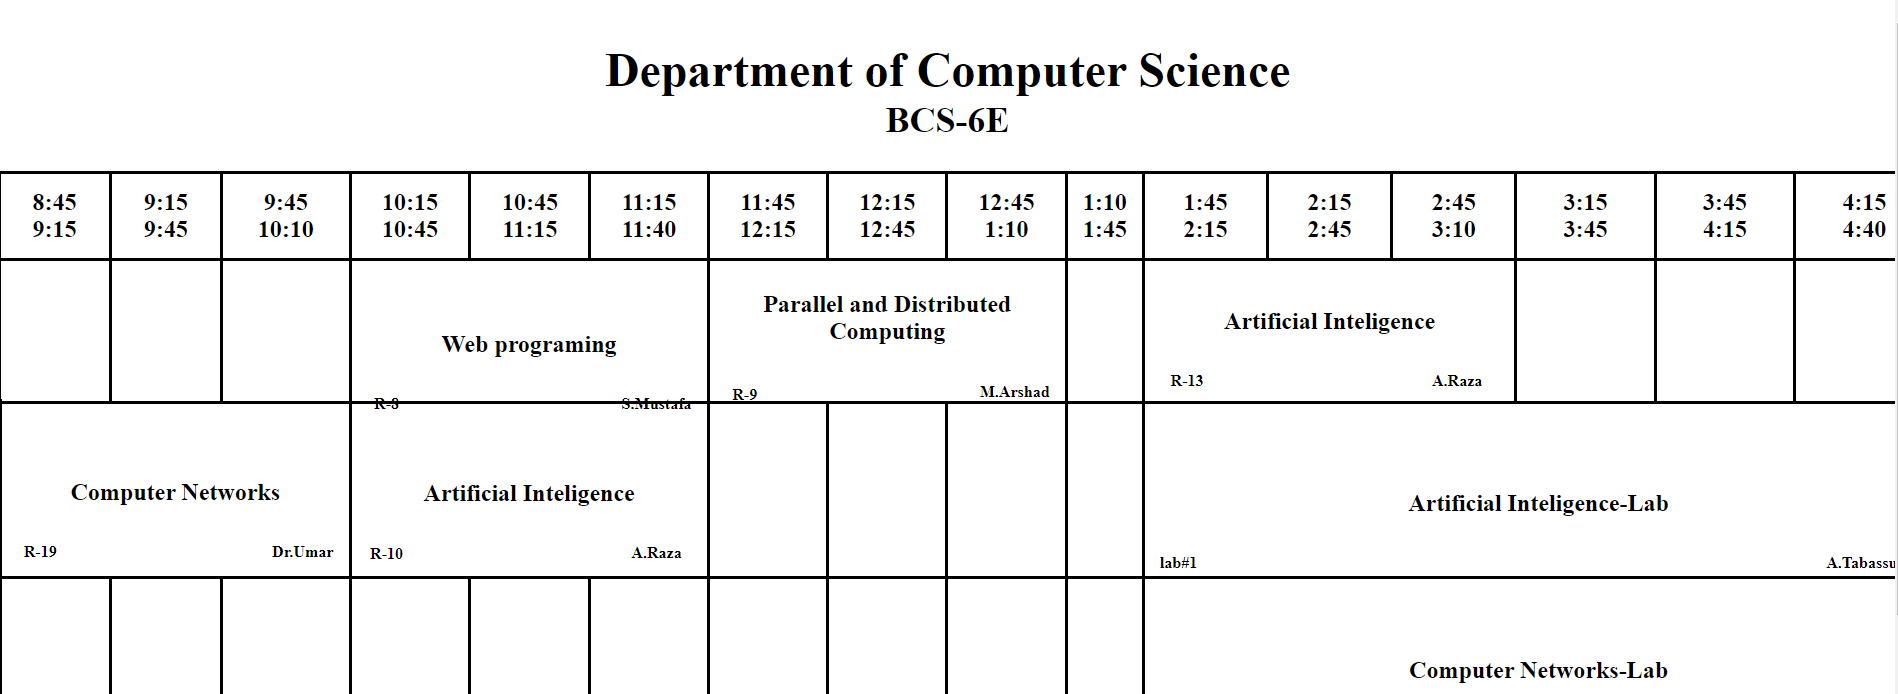 Department of Computer Science
BCS-6E
8:45 9:15 9:45 10:15 10:45 11:15 11:45 12:15 12:45 1:10 1:45 2:15 2:45 3:15 3:45 4:15
9:15 9:45 10:10 10:45 11:15 11:40 12:15 12:45 1:10 1:45 2:15 2:45 3:10 3:45 4:15 4:40
Web programing
R-8 S.Mustafa
Parallel and Distributed
Computing
R-9 M.Arshad
Artificial Inteligence
R-13 A.Raza
Computer Networks
R-19 Dr.Umar
Artificial Inteligence
R-10 A.Raza
Artificial Inteligence-Lab
lab#1 A.Tabassu
Computer Networks-Lab